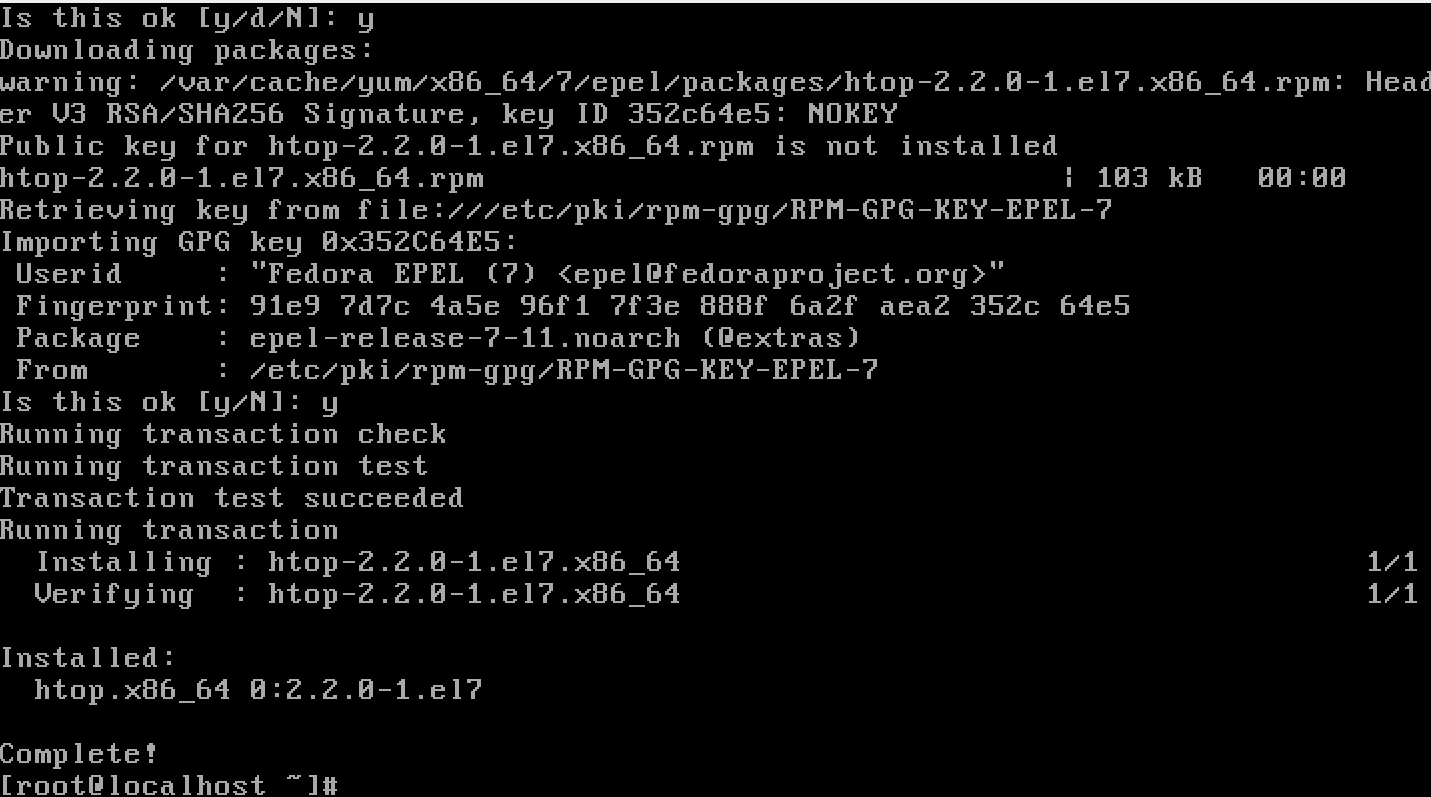 Is this ok [y/d/N]: y
Downloading packages:
warning: /var/cache/yum/x86_64/7/epel/packages/htop-2.2.0-1.el7.x86_64.rpm: Head
er V3 RSA/SHA256 Signature, key ID 352c64e5: NOKEY
Public key for htop-2.2.0-1.el7.x86_64.rpm is not installed
htop-2.2.0-1.el7.x86_64.rpm | 103 kB 00:00
Retrieving key from file:///etc/pki/rpm-gpg/RPM-GPG-KEY-EPEL-7
Importing GPG key 0x352C64E5:
 Userid     : "Fedora EPEL (7) <epel@fedoraproject.org>"
 Fingerprint: 91e9 7d7c 4a5e 96f1 7f3e 888f 6a2f aea2 352c 64e5
 Package    : epel-release-7-11.noarch (@extras)
 From       : /etc/pki/rpm-gpg/RPM-GPG-KEY-EPEL-7
Is this ok [y/N]: y
Running transaction check
Running transaction test
Transaction test succeeded
Running transaction
  Installing : htop-2.2.0-1.el7.x86_64 1/1
  Verifying  : htop-2.2.0-1.el7.x86_64 1/1

Installed:
  htop.x86_64 0:2.2.0-1.el7

Complete!
[root@localhost ~]#